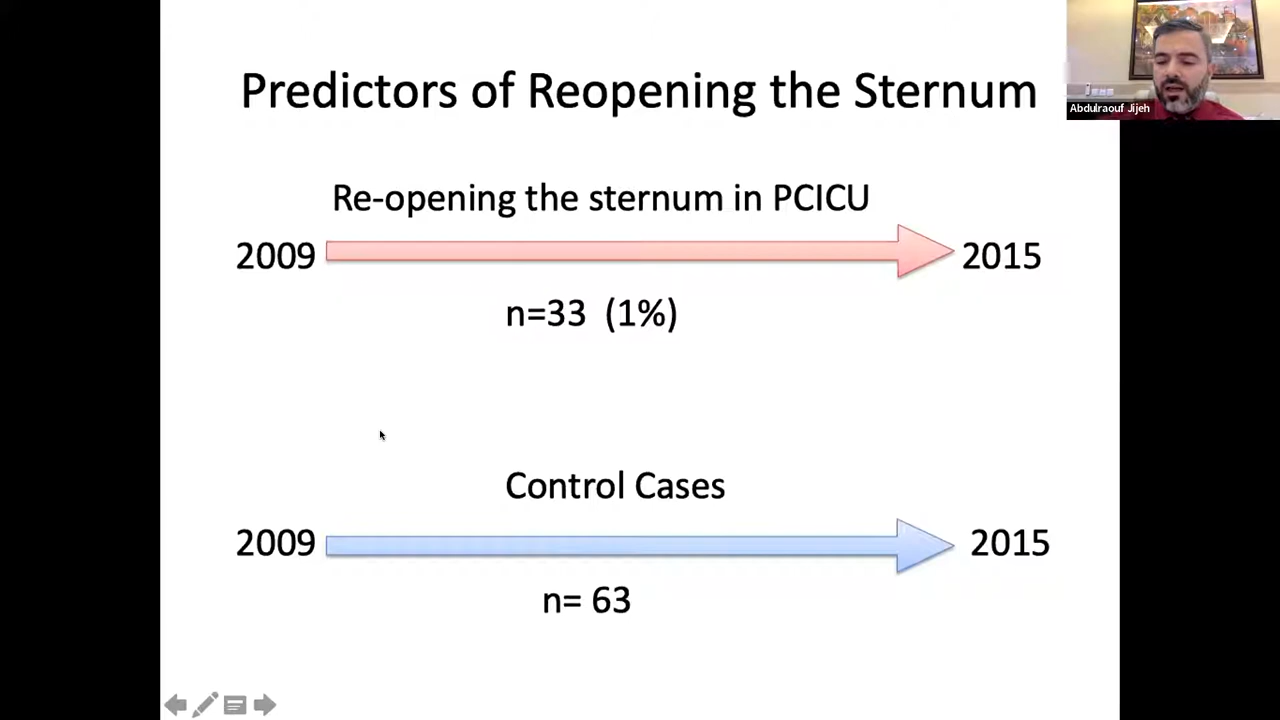 Predictors of Reopening the Sternum
Abdulraouf Jijeh
Re-opening the sternum in PCICU
2009
2015
n=33 (1%)
Control Cases
2009
2015
n= 63